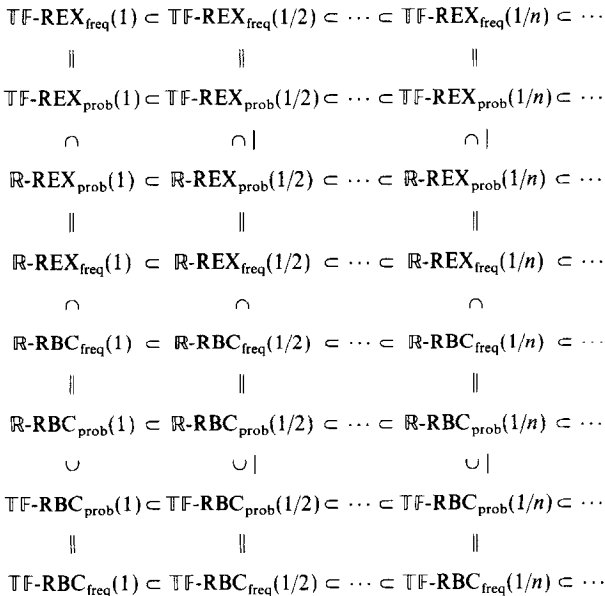 𝕋𝔽-REX_freq(1) ⊂ 𝕋𝔽-REX_freq(1/2) ⊂ ⋯ ⊂ 𝕋𝔽-REX_freq(1/n) ⊂ ⋯
∥ ∥ ∥
𝕋𝔽-REX_prob(1) ⊂ 𝕋𝔽-REX_prob(1/2) ⊂ ⋯ ⊂ 𝕋𝔽-REX_prob(1/n) ⊂ ⋯
∩ ∩| ∩|
ℝ-REX_prob(1) ⊂ ℝ-REX_prob(1/2) ⊂ ⋯ ⊂ ℝ-REX_prob(1/n) ⊂ ⋯
∥ ∥ ∥
ℝ-REX_freq(1) ⊂ ℝ-REX_freq(1/2) ⊂ ⋯ ⊂ ℝ-REX_freq(1/n) ⊂ ⋯
∩ ∩ ∩
ℝ-RBC_freq(1) ⊂ ℝ-RBC_freq(1/2) ⊂ ⋯ ⊂ ℝ-RBC_freq(1/n) ⊂ ⋯
∥ ∥ ∥
ℝ-RBC_prob(1) ⊂ ℝ-RBC_prob(1/2) ⊂ ⋯ ⊂ ℝ-RBC_prob(1/n) ⊂ ⋯
∪ ∪| ∪|
𝕋𝔽-RBC_prob(1) ⊂ 𝕋𝔽-RBC_prob(1/2) ⊂ ⋯ ⊂ 𝕋𝔽-RBC_prob(1/n) ⊂ ⋯
∥ ∥ ∥
𝕋𝔽-RBC_freq(1) ⊂ 𝕋𝔽-RBC_freq(1/2) ⊂ ⋯ ⊂ 𝕋𝔽-RBC_freq(1/n) ⊂ ⋯